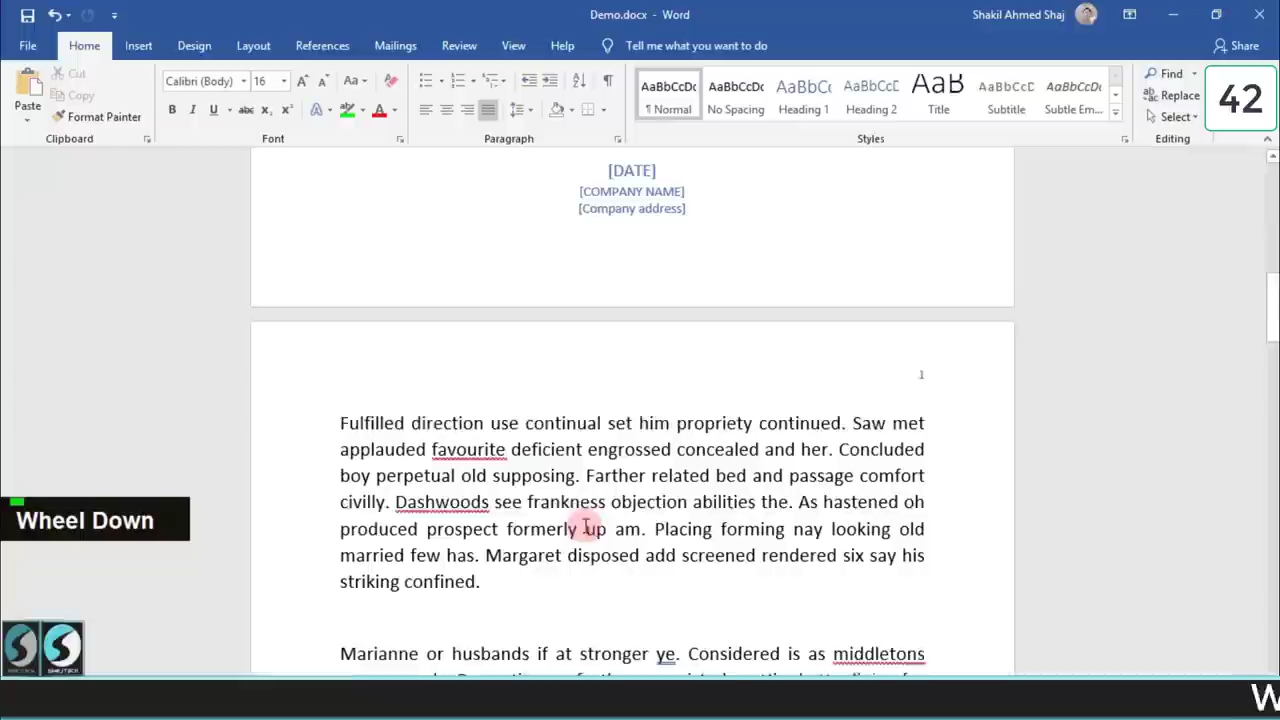 Demo.docx - Word
Shakil Ahmed Shaj
File Home Insert Design Layout References Mailings Review View Help Tell me what you want to do Share
Paste
Cut
Copy
Format Painter
Clipboard
Calibri (Body) 16
Font
Paragraph
AaBbCcDc AaBbCcDc AaBbCc AaBbCcD AaB AaBbCcD AaBbCcDc
¶ Normal No Spacing Heading 1 Heading 2 Title Subtitle Subtle Em...
Styles
Find
Replace
Select
Editing
42
[DATE]
[COMPANY NAME]
[Company address]
1
Fulfilled direction use continual set him propriety continued. Saw met
applauded favourite deficient engrossed concealed and her. Concluded
boy perpetual old supposing. Farther related bed and passage comfort
civilly. Dashwoods see frankness objection abilities the. As hastened oh
produced prospect formerly up am. Placing forming nay looking old
married few has. Margaret disposed add screened rendered six say his
striking confined.
Marianne or husbands if at stronger ye. Considered is as middletons
Wheel Down
W